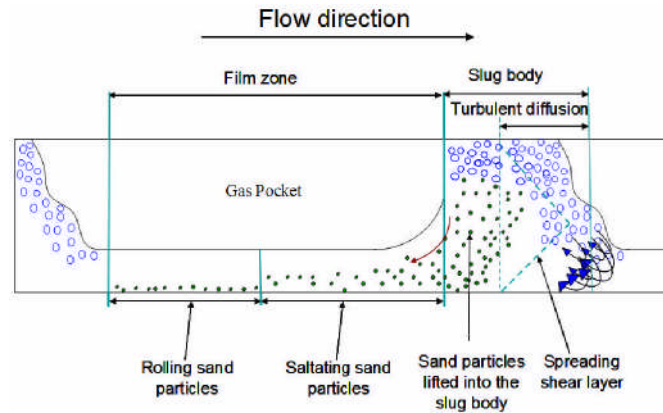 Flow direction
Film zone
Slug body
Turbulent diffusion
Gas Pocket
Rolling sand
particles
Saltating sand
particles
Sand particles
lifted into the
slug body
Spreading
shear layer